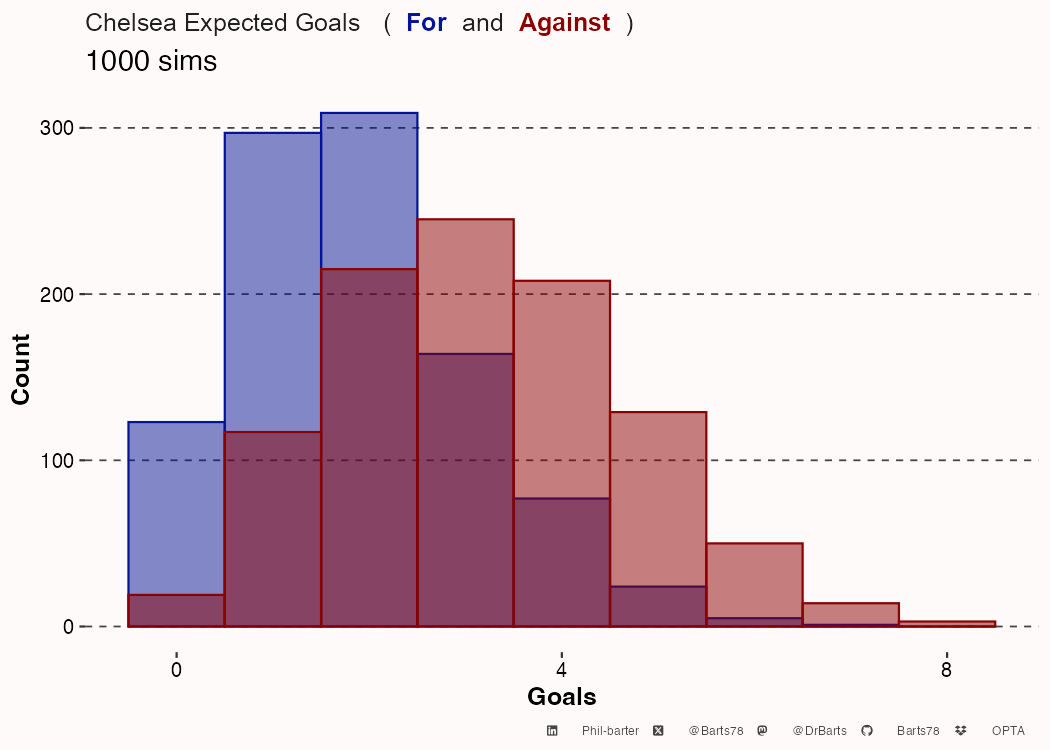 Chelsea Expected Goals ( For and Against )
1000 sims
300
200
100
0
Count
0 4 8
Goals
Phil-barter @Barts78 @DrBarts Barts78 OPTA